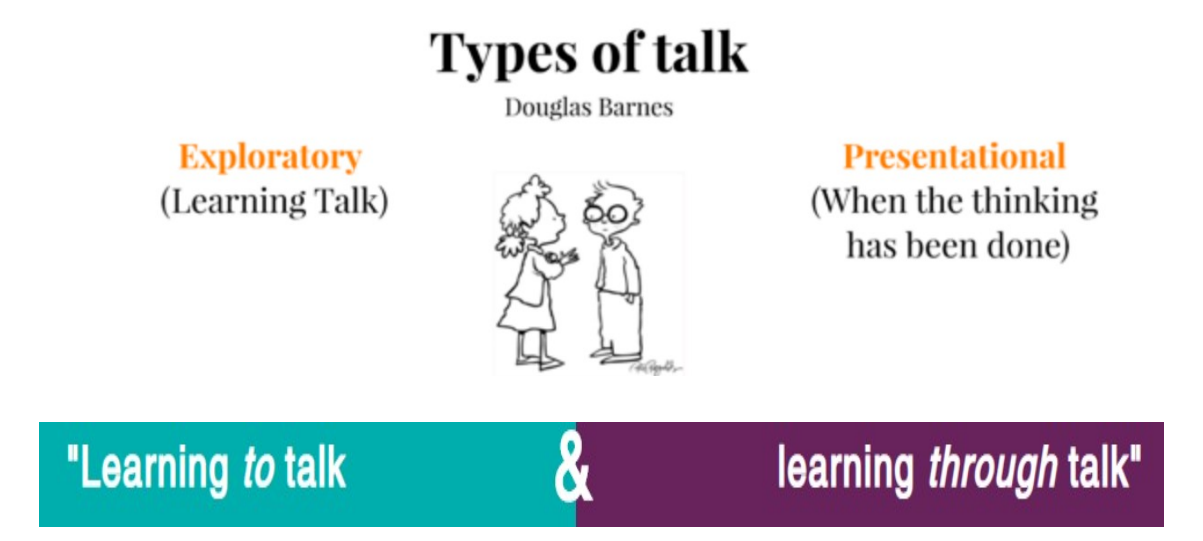 Types of talk
Douglas Barnes
Exploratory
(Learning Talk)
Presentational
(When the thinking
has been done)
"Learning to talk & learning through talk"